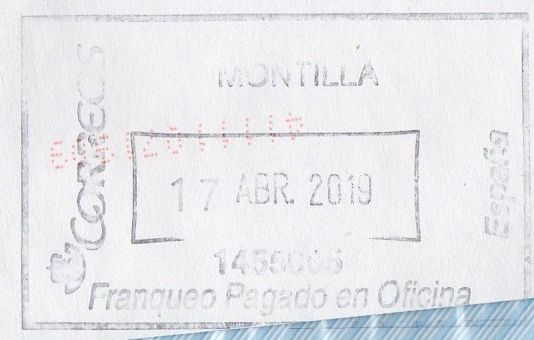 MONTILLA
CORREOS
17 ABR. 2019
España
Franqueo Pagado en Oficina